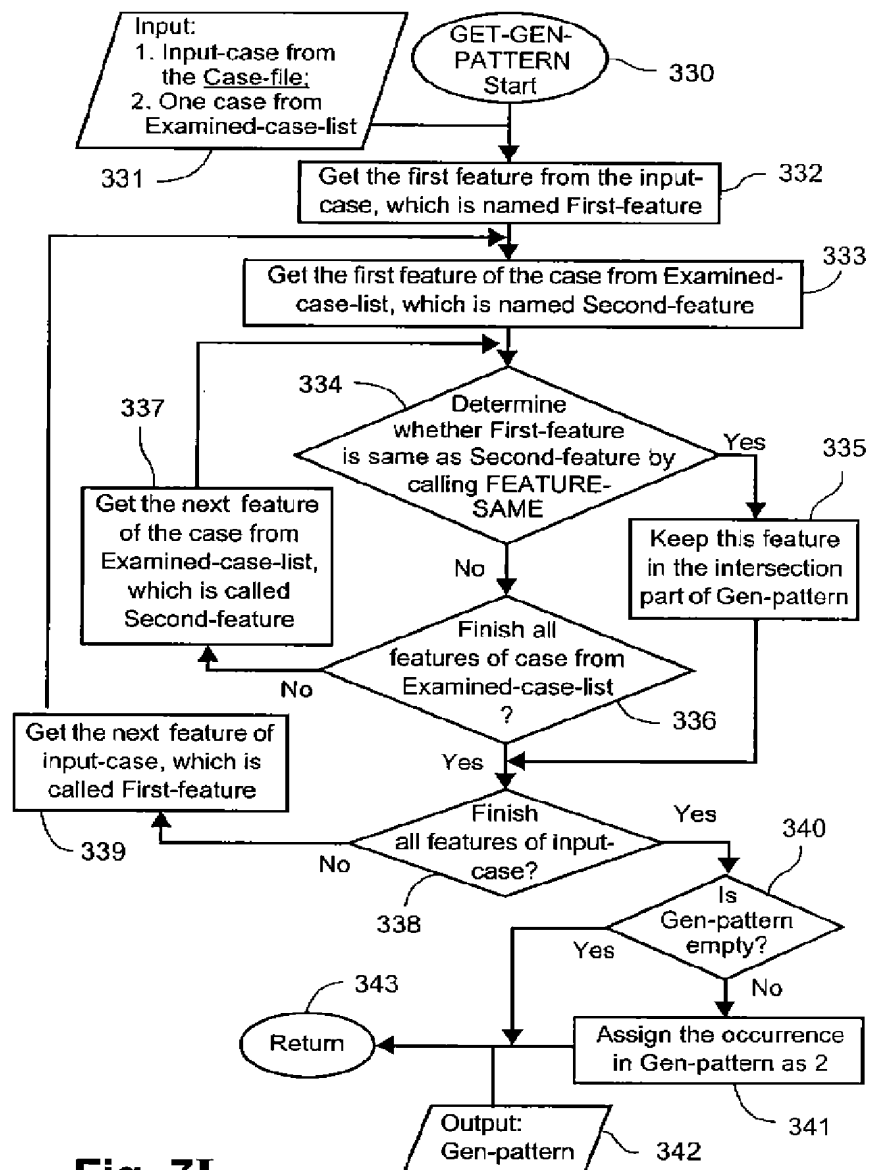 Input:
1. Input-case from
the Case-file;
2. One case from
Examined-case-list
331
GET-GEN-
PATTERN
Start
330
Get the first feature from the input-
case, which is named First-feature
332
Get the first feature of the case from Examined-
case-list, which is named Second-feature
333
334
Determine
whether First-feature
is same as Second-feature by
calling FEATURE-
SAME
Yes
335
Keep this feature
in the intersection
part of Gen-pattern
337
Get the next feature
of the case from
Examined-case-list,
which is called
Second-feature
No
Finish all
features of case from
Examined-case-list
?
No
336
Yes
Get the next feature of
input-case, which is
called First-feature
339
Finish
all features of input-
case?
No
338
Yes
340
Is
Gen-pattern
empty?
Yes
No
343
Return
Assign the occurrence
in Gen-pattern as 2
341
Output:
Gen-pattern
342
Fig. 7I